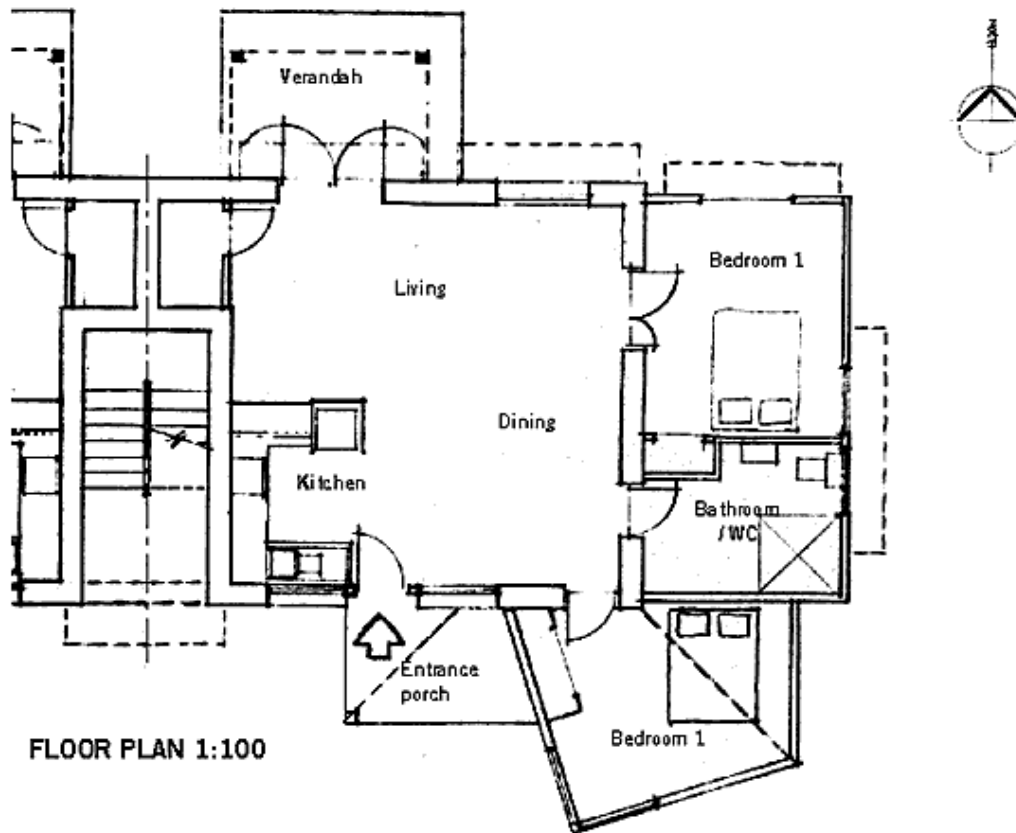 Verandah
Bedroom 1
Living
Dining
Kitchen
Bathroom
/WC
Entrance
porch
Bedroom 1
FLOOR PLAN 1:100